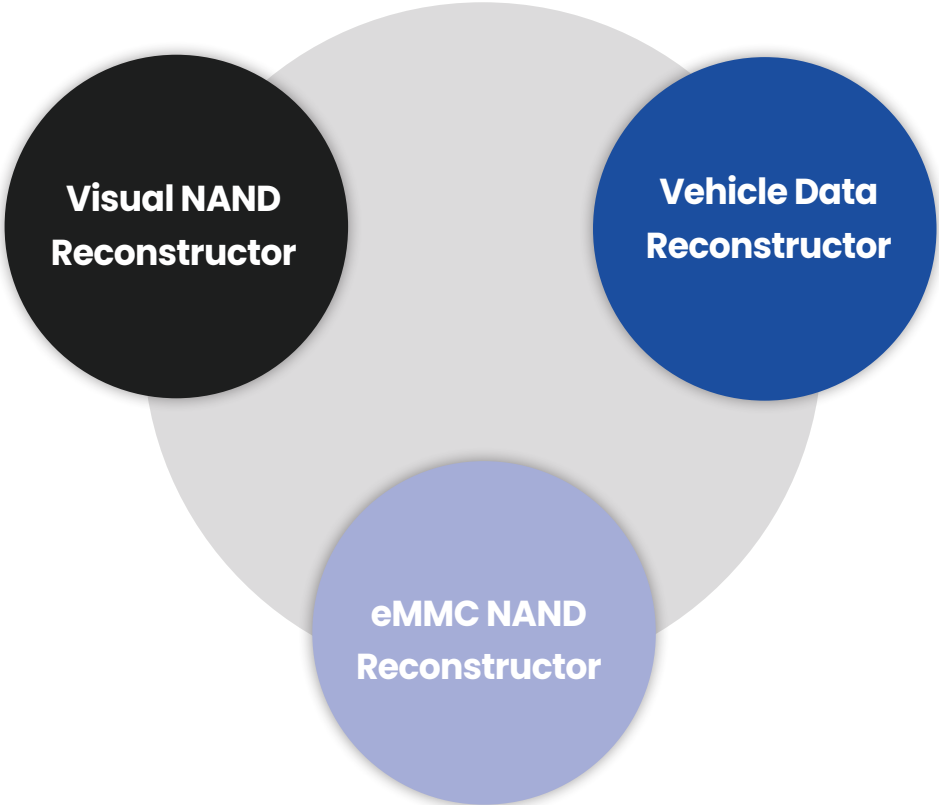 Visual NAND
Reconstructor
Vehicle Data
Reconstructor
eMMC NAND
Reconstructor